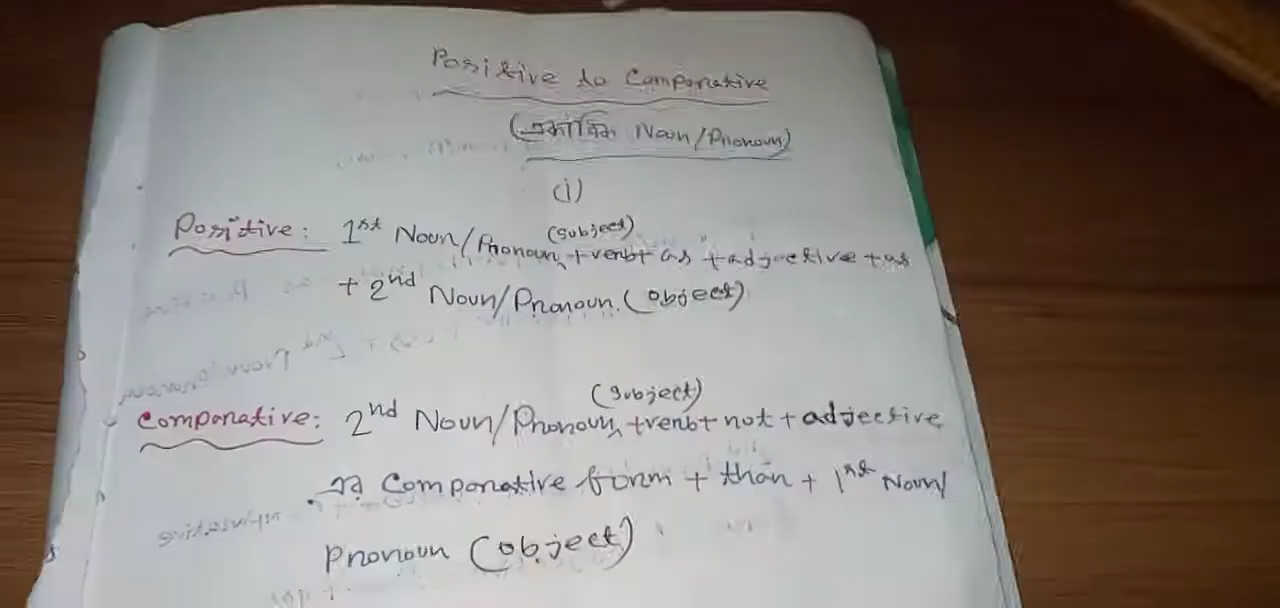 Positive to Comparative
(একাধিক Noun/Pronoun)
(i)
Positive: 1st Noun/Pronoun (subject) + verb + as + adjective + as
+ 2nd Noun/Pronoun. (object)
Comparative: 2nd Noun/Pronoun (subject) + verb + not + adjective
এর Comparative form + than + 1st Noun/
Pronoun (object)